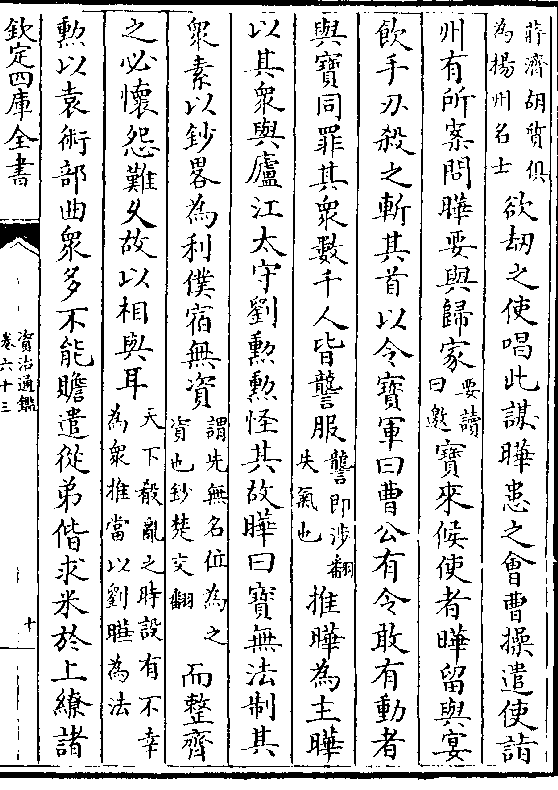 蔣濟胡質俱
為楊州名士
欲劫之使唱此謀曄患之會曹操遣使詣
州有所案問曄要與歸家
要讀
曰邀
寳來候使者曄留與宴
飲手刃殺之斬其首以令寳軍曰曹公有令敢有動者
與寳同罪其衆數千人皆讋服
讋即涉翻
失氣也
推曄為主曄
以其衆與廬江太守劉勲勲怪其故曄曰寳無法制其
衆素以鈔略為利僕宿無資
謂先無名位為之
資也鈔楚交翻
而整齊
之必懷怨難久故以相與耳
天下殽亂之時設有不幸
為衆推當以劉曄為法
勲以袁術部曲衆多不能贍遣從弟偕求米於上繚諸
欽定四庫全書
資治通鑑
卷六十三
十